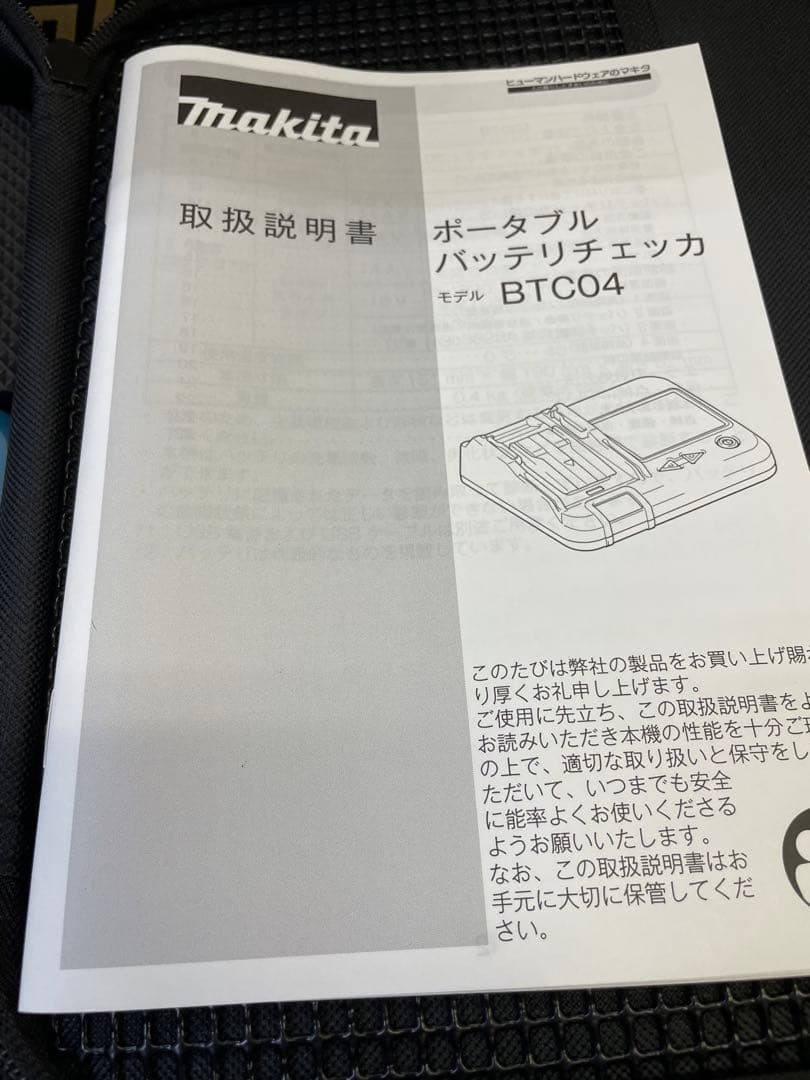 ヒューマンハードウェアのマキタ
makita
取扱説明書
ポータブル
バッテリチェッカ
モデル BTC04
このたびは弊社の製品をお買い上げ賜
り厚くお礼申し上げます。
ご使用に先立ち、この取扱説明書をよ
お読みいただき本機の性能を十分ご
の上で、適切な取り扱いと保守をし
ただいて、いつまでも安全
に能率よくお使いくださる
ようお願いいたします。
なお、この取扱説明書はお
手元に大切に保管してくだ
さい。